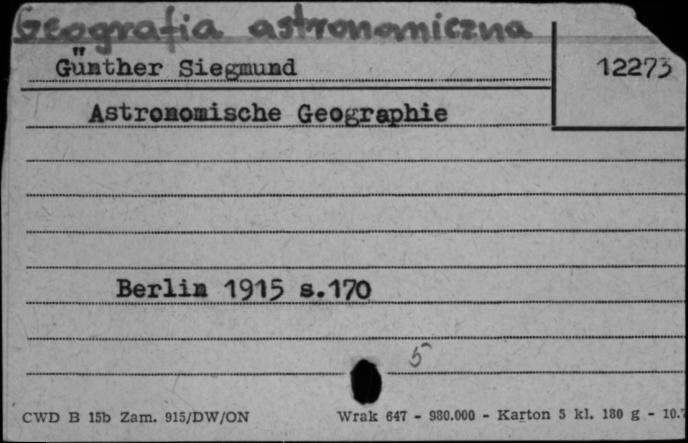 Geografia astronomiczna
Günther Siegmund
12273
Astronomische Geographie
Berlin 1915 s.170
5
CWD B 15b Zam. 915/DW/ON Wrak 647 - 980.000 - Karton 5 kl. 180 g - 10.7